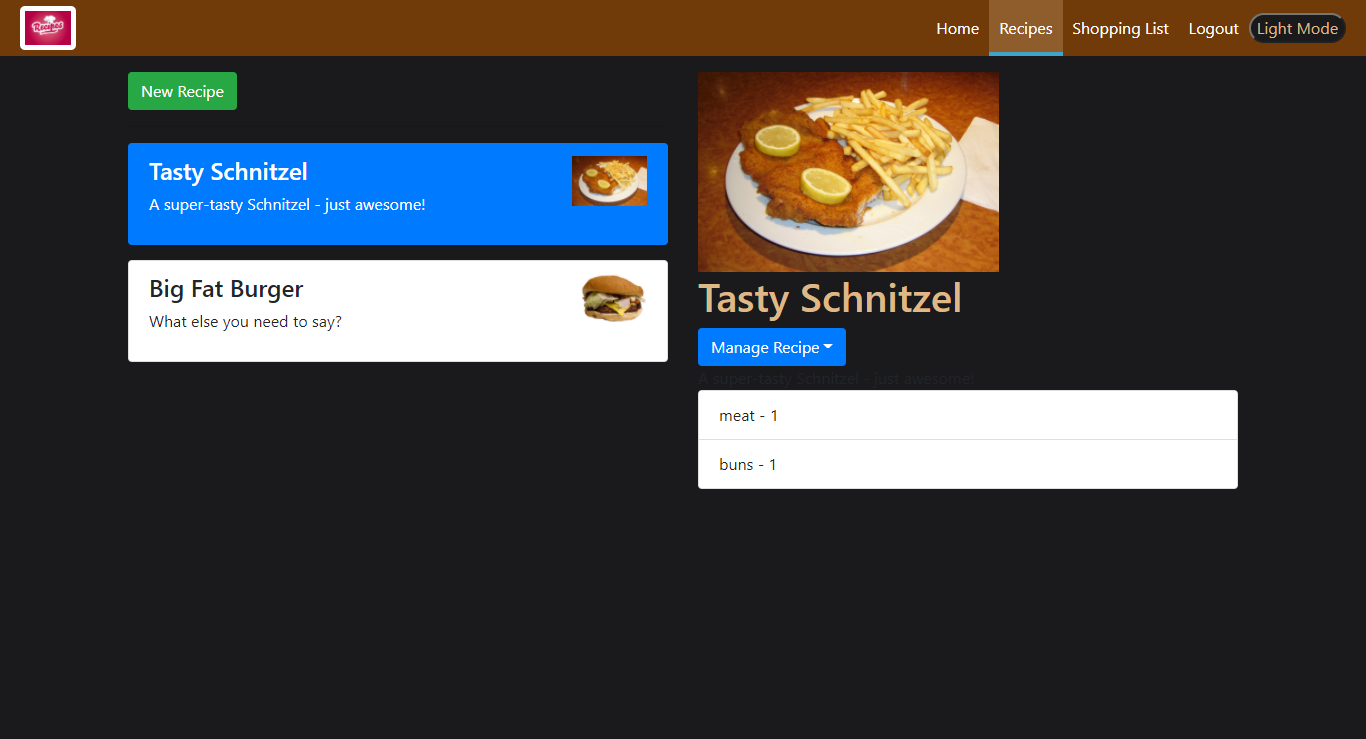 Recipes
Home Recipes Shopping List Logout Light Mode
New Recipe
Tasty Schnitzel
A super-tasty Schnitzel - just awesome!
Big Fat Burger
What else you need to say?
Tasty Schnitzel
Manage Recipe
A super-tasty Schnitzel - just awesome!
meat - 1
buns - 1